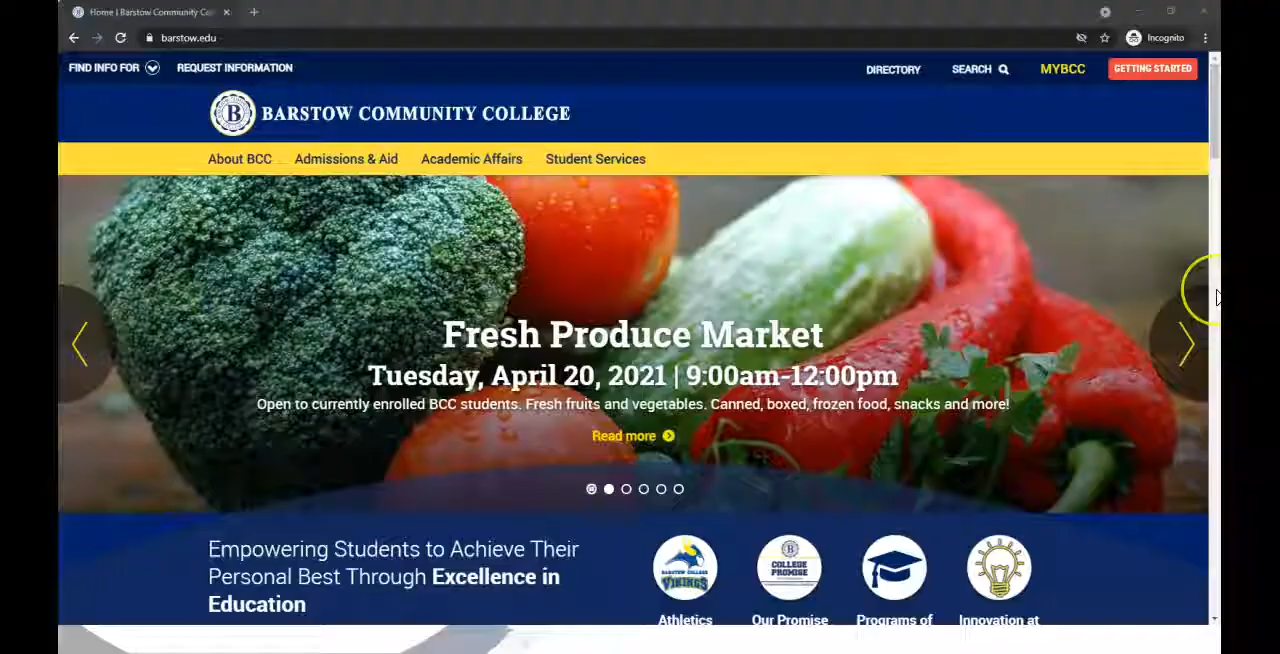 Home | Barstow Community Co
barstow.edu
Incognito
FIND INFO FOR
REQUEST INFORMATION
DIRECTORY
SEARCH
MYBCC
GETTING STARTED
B
BARSTOW COMMUNITY COLLEGE
About BCC
Admissions & Aid
Academic Affairs
Student Services
Fresh Produce Market
Tuesday, April 20, 2021 | 9:00am-12:00pm
Open to currently enrolled BCC students. Fresh fruits and vegetables. Canned, boxed, frozen food, snacks and more!
Read more
Empowering Students to Achieve Their
Personal Best Through Excellence in
Education
BARSTOW COLLEGE
VIKINGS
B
COLLEGE
PROMISE
Athletics
Our Promise
Programs of
Innovation at